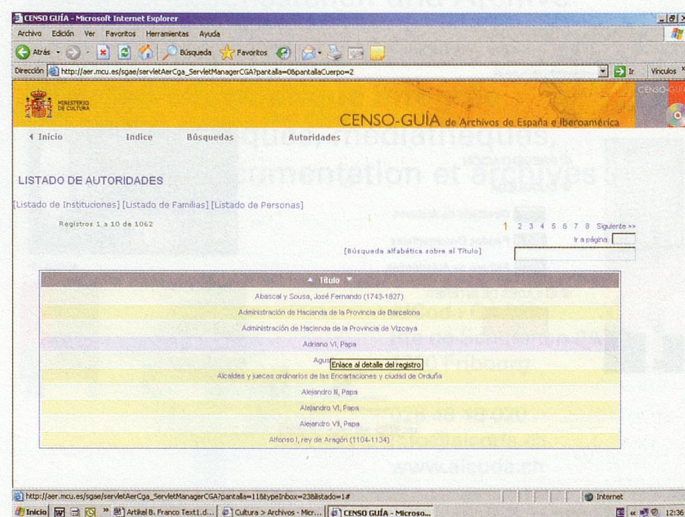 CENSO GUÍA - Microsoft Internet Explorer
Archivo Edición Ver Favoritos Herramientas Ayuda
Atrás Búsqueda Favoritos
Dirección http://aer.mcu.es/sgae/servletAerCga_ServletManagerCGA?pantalla=0&pantallaCuerpo=2 Ir Vínculos »
MINISTERIO DE CULTURA
CENSO-GUÍA de Archivos de España e Iberoamérica
Inicio Indice Búsquedas Autoridades
LISTADO DE AUTORIDADES
[Listado de Instituciones] [Listado de Familias] [Listado de Personas]
Registros 1 a 10 de 1062
1 2 3 4 5 6 7 8 Siguiente >>
Ir a página
[Búsqueda alfabética sobre el Título]
Título
Abascal y Sousa, José Fernando (1743-1827)
Administración de Hacienda de la Provincia de Barcelona
Administración de Hacienda de la Provincia de Vizcaya
Adriano VI, Papa
Agus
Enlace al detalle del registro
Alcaldes y jueces ordinarios de las Encartaciones y ciudad de Orduña
Alejandro VI, Papa
Alejandro VII, Papa
Alfonso I, rey de Aragón (1104-1134)
http://aer.mcu.es/sgae/servletAerCga_ServletManagerCGA?pantalla=11&typeInbox=23&listado=1# Internet
Inicio » Artikel B. Franco Text1.d... Cultura > Archivos - Micr... CENSO GUÍA - Microso... 12:36